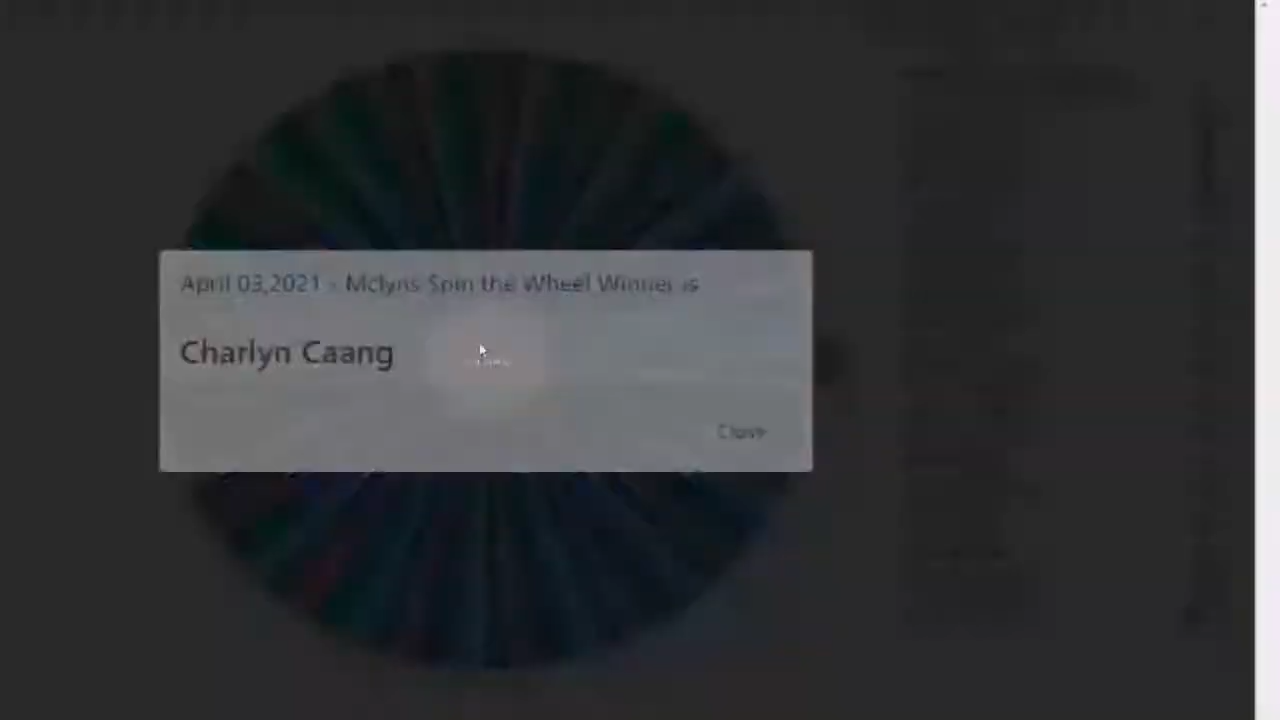 April 03,2021 - Mclyns Spin the Wheel Winner is
Charlyn Caang
Close